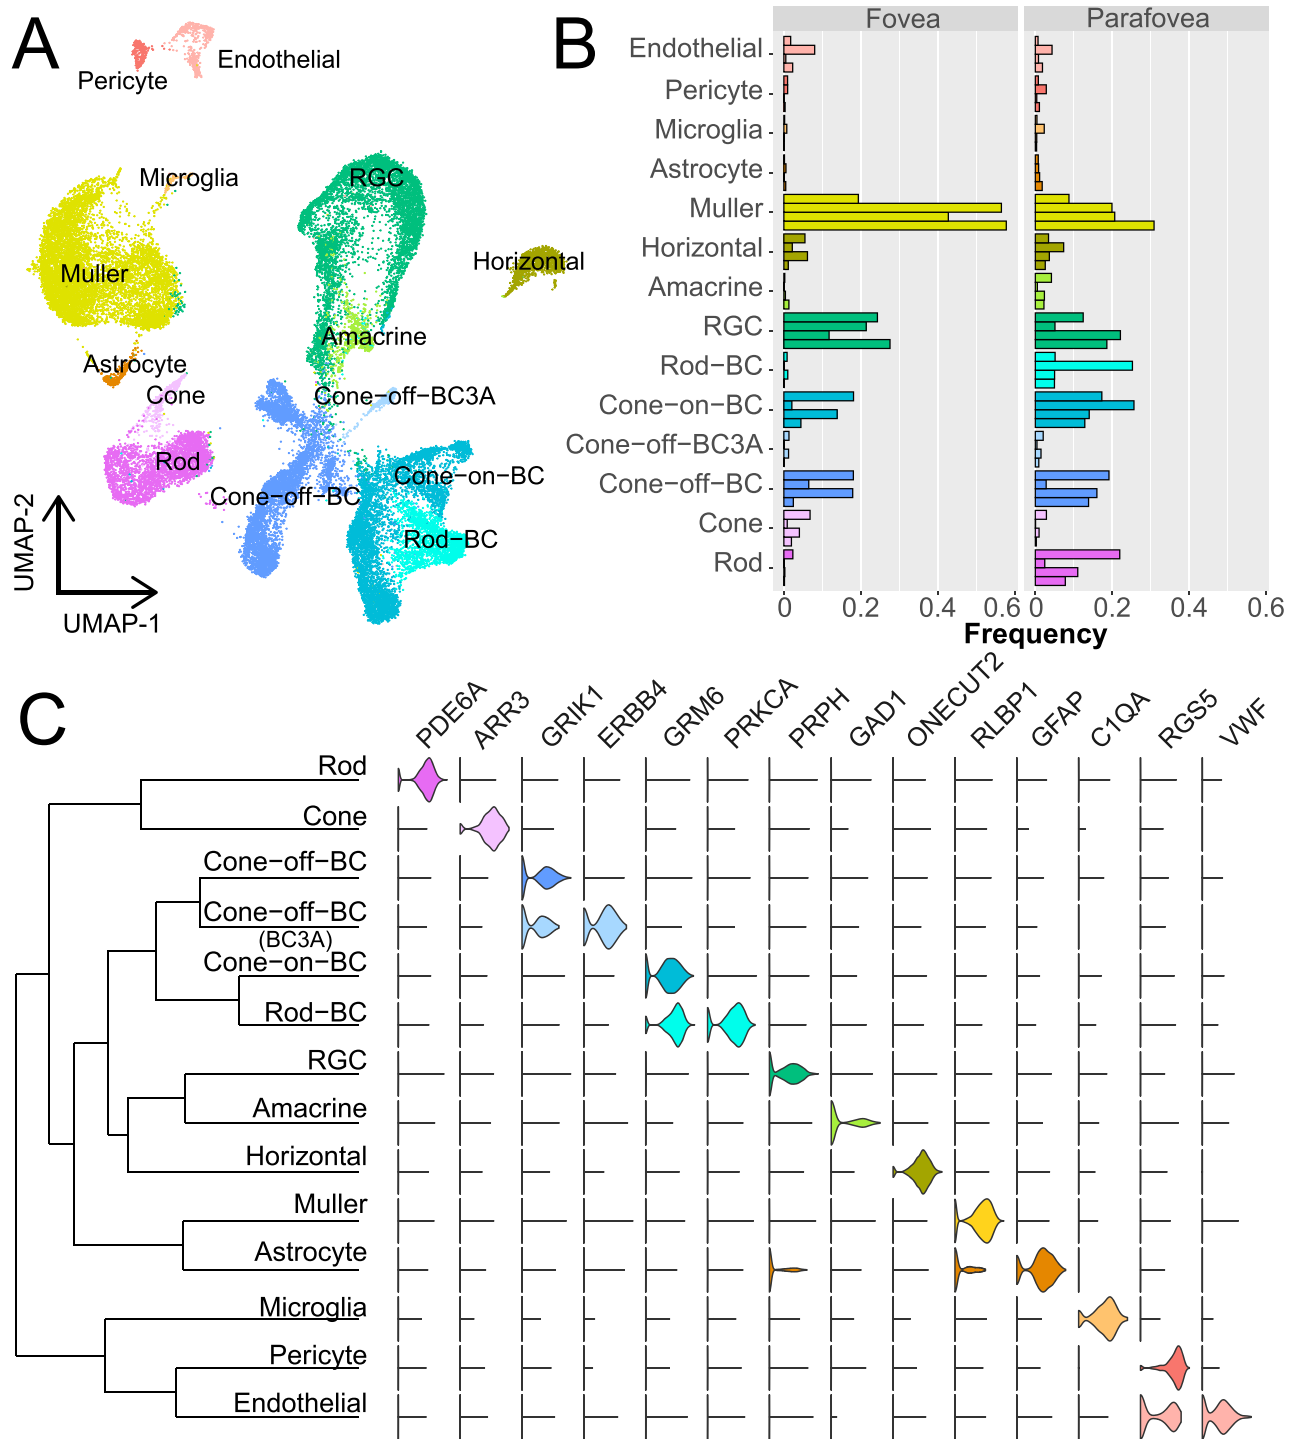 A
Endothelial
Pericyte
Microglia
RGC
Muller
Horizontal
Amacrine
Astrocyte
Cone
Cone-off-BC3A
Rod
Cone-on-BC
Cone-off-BC
Rod-BC
UMAP-2
UMAP-1
B
Fovea Parafovea
Endothelial
Pericyte
Microglia
Astrocyte
Muller
Horizontal
Amacrine
RGC
Rod−BC
Cone−on−BC
Cone−off−BC3A
Cone−off−BC
Cone
Rod
0 0.2 0.4 0.6 0 0.2 0.4 0.6
Frequency
C
PDE6A ARR3 GRIK1 ERBB4 GRM6 PRKCA PRPH GAD1 ONECUT2 RLBP1 GFAP C1QA RGS5 VWF
Rod
Cone
Cone−off−BC
Cone−off−BC
(BC3A)
Cone−on−BC
Rod−BC
RGC
Amacrine
Horizontal
Muller
Astrocyte
Microglia
Pericyte
Endothelial